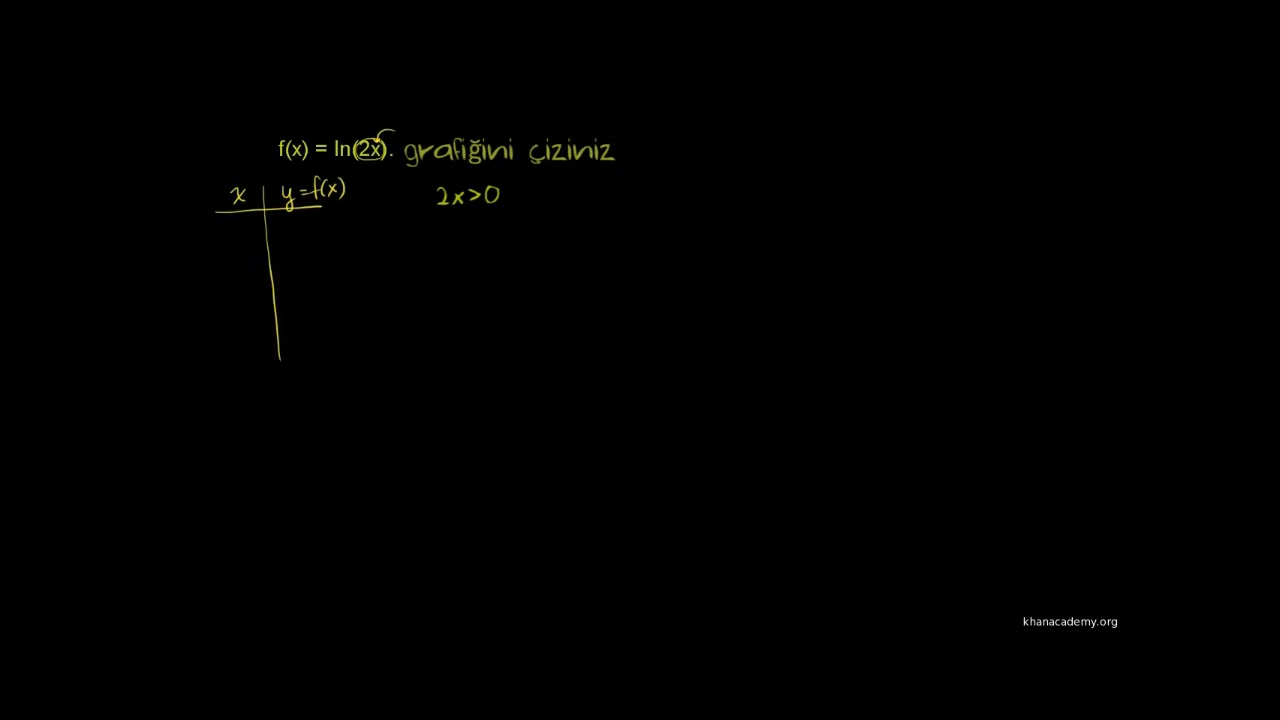 f(x) = ln(2x). grafiğini çiziniz
x y = f(x) 2x>0
khanacademy.org